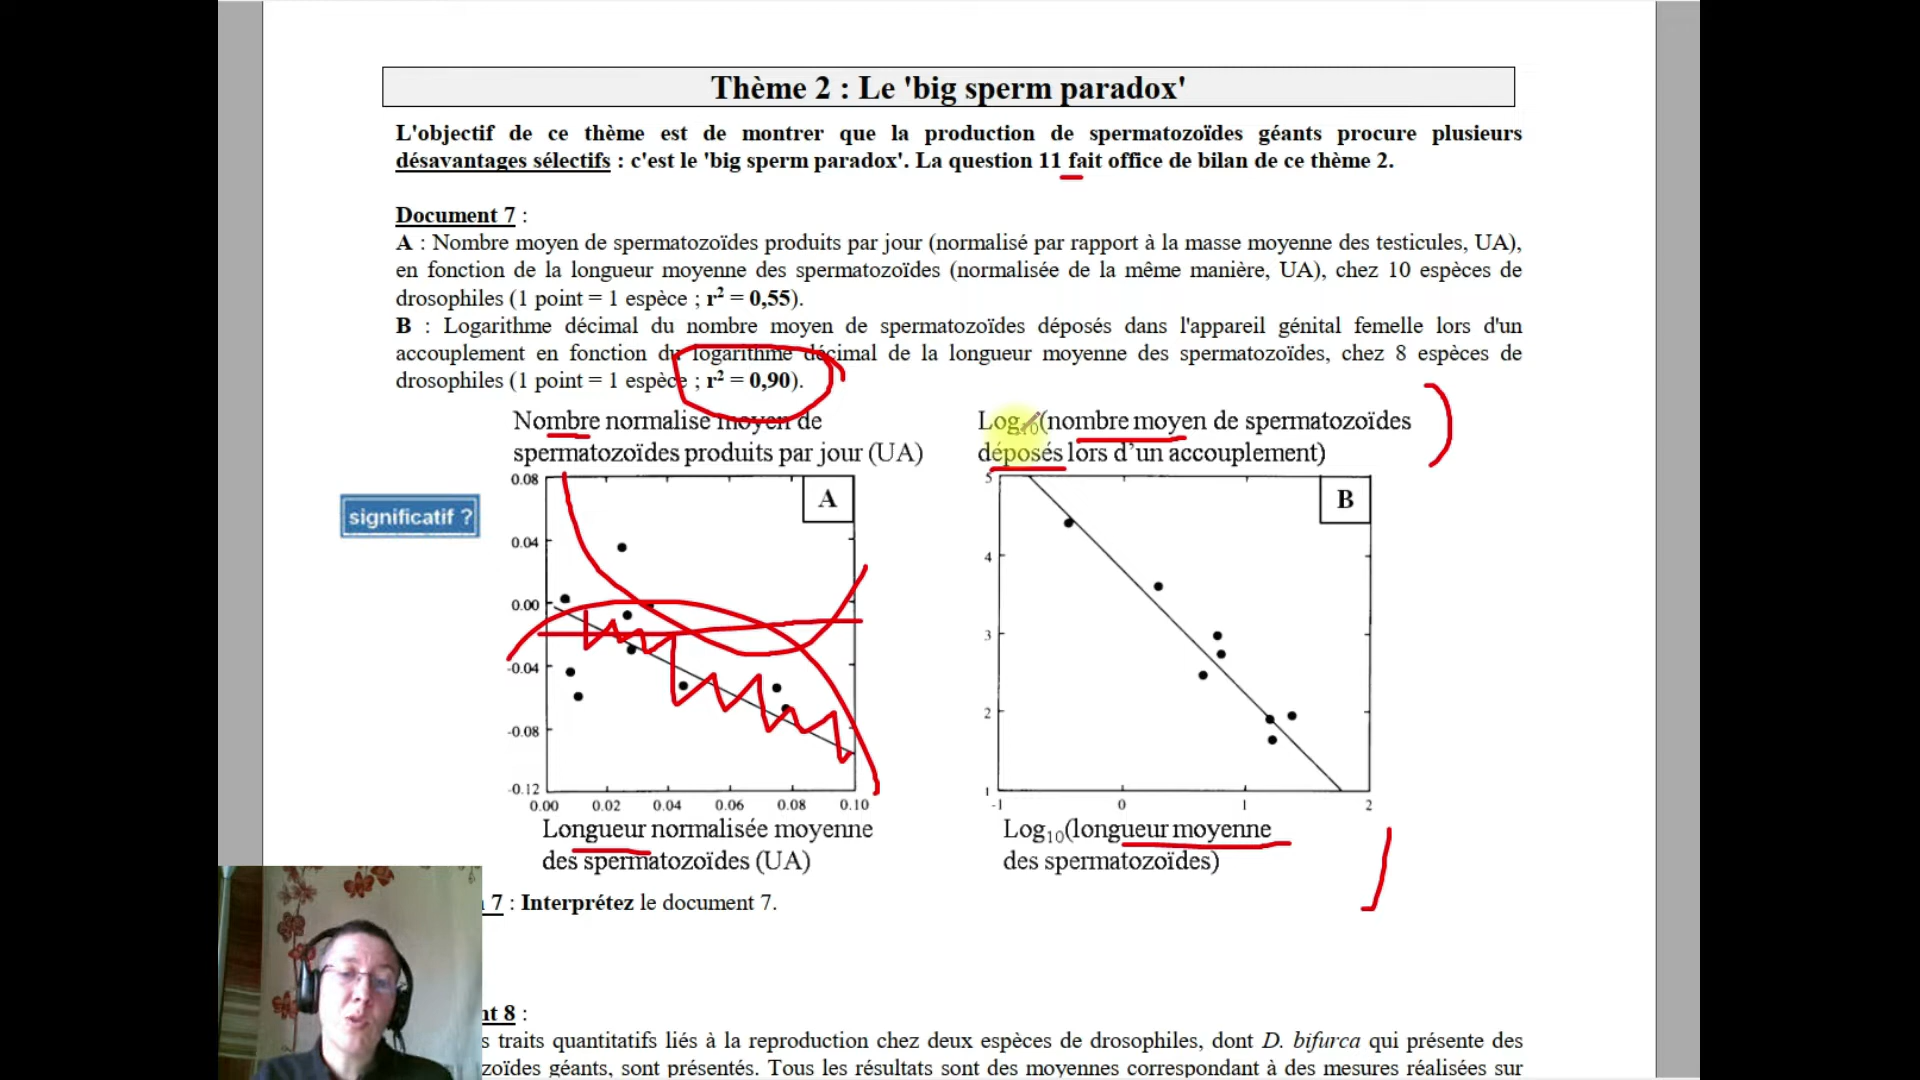 Thème 2 : Le 'big sperm paradox'
L'objectif de ce thème est de montrer que la production de spermatozoïdes géants procure plusieurs
désavantages sélectifs : c'est le 'big sperm paradox'. La question 11 fait office de bilan de ce thème 2.
Document 7 :
A : Nombre moyen de spermatozoïdes produits par jour (normalisé par rapport à la masse moyenne des testicules, UA),
en fonction de la longueur moyenne des spermatozoïdes (normalisée de la même manière, UA), chez 10 espèces de
drosophiles (1 point = 1 espèce ; r² = 0,55).
B : Logarithme décimal du nombre moyen de spermatozoïdes déposés dans l'appareil génital femelle lors d'un
accouplement en fonction du logarithme décimal de la longueur moyenne des spermatozoïdes, chez 8 espèces de
drosophiles (1 point = 1 espèce ; r² = 0,90).
Nombre normalisé moyen de
spermatozoïdes produits par jour (UA)
Log₁₀(nombre moyen de spermatozoïdes
déposés lors d'un accouplement)
significatif ?
A
0.08
0.04
0.00
-0.04
-0.08
-0.12
0.00 0.02 0.04 0.06 0.08 0.10
Longueur normalisée moyenne
des spermatozoïdes (UA)
B
5
4
3
2
1
-1 0 1 2
Log₁₀(longueur moyenne
des spermatozoïdes)
7 : Interprétez le document 7.
nt 8 :
s traits quantitatifs liés à la reproduction chez deux espèces de drosophiles, dont D. bifurca qui présente des
zoïdes géants, sont présentés. Tous les résultats sont des moyennes correspondant à des mesures réalisées sur